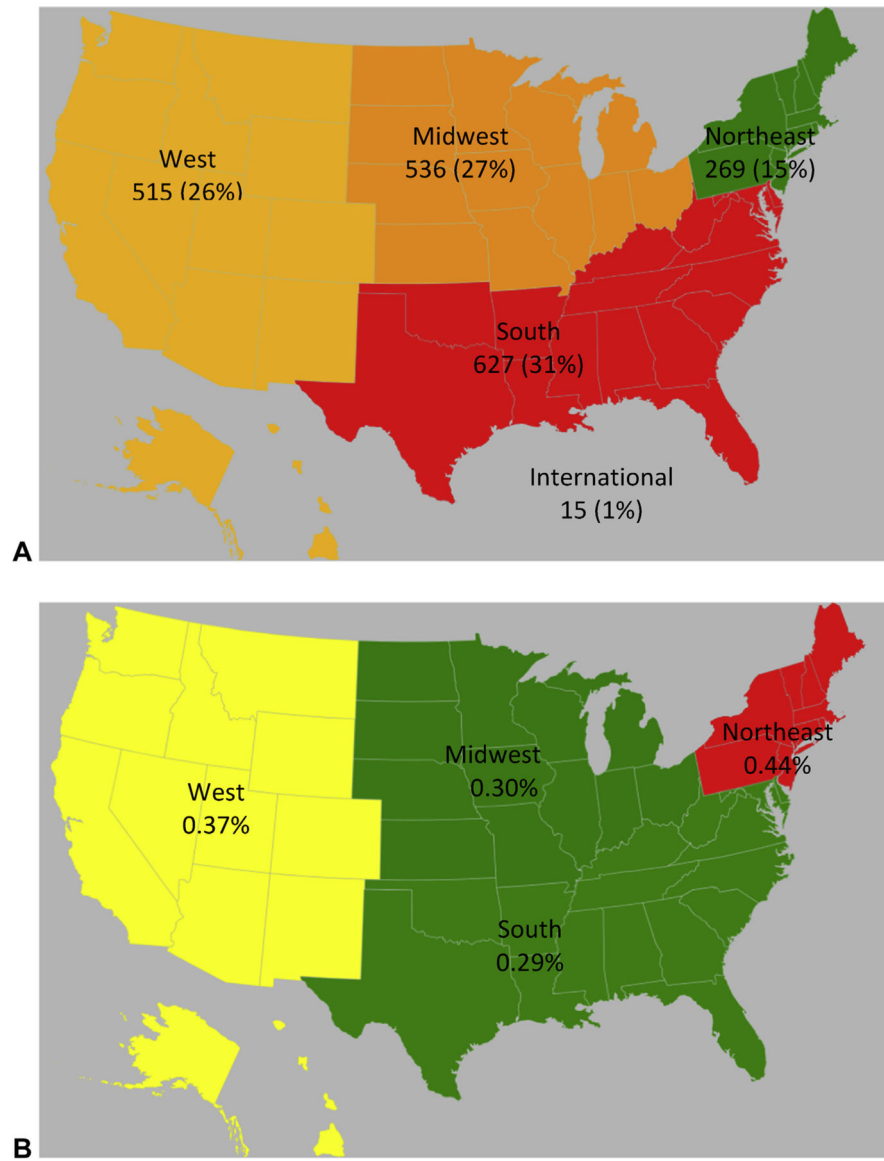 West
515 (26%)
Midwest
536 (27%)
Northeast
269 (15%)
South
627 (31%)
International
15 (1%)
A
West
0.37%
Midwest
0.30%
Northeast
0.44%
South
0.29%
B